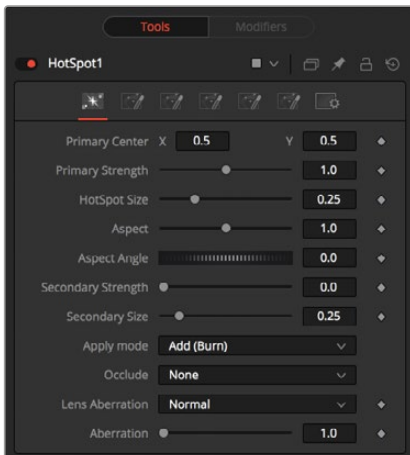 Tools Modifiers
HotSpot1
Primary Center X 0.5 Y 0.5
Primary Strength 1.0
HotSpot Size 0.25
Aspect 1.0
Aspect Angle 0.0
Secondary Strength 0.0
Secondary Size 0.25
Apply mode Add (Burn)
Occlude None
Lens Aberration Normal
Aberration 1.0